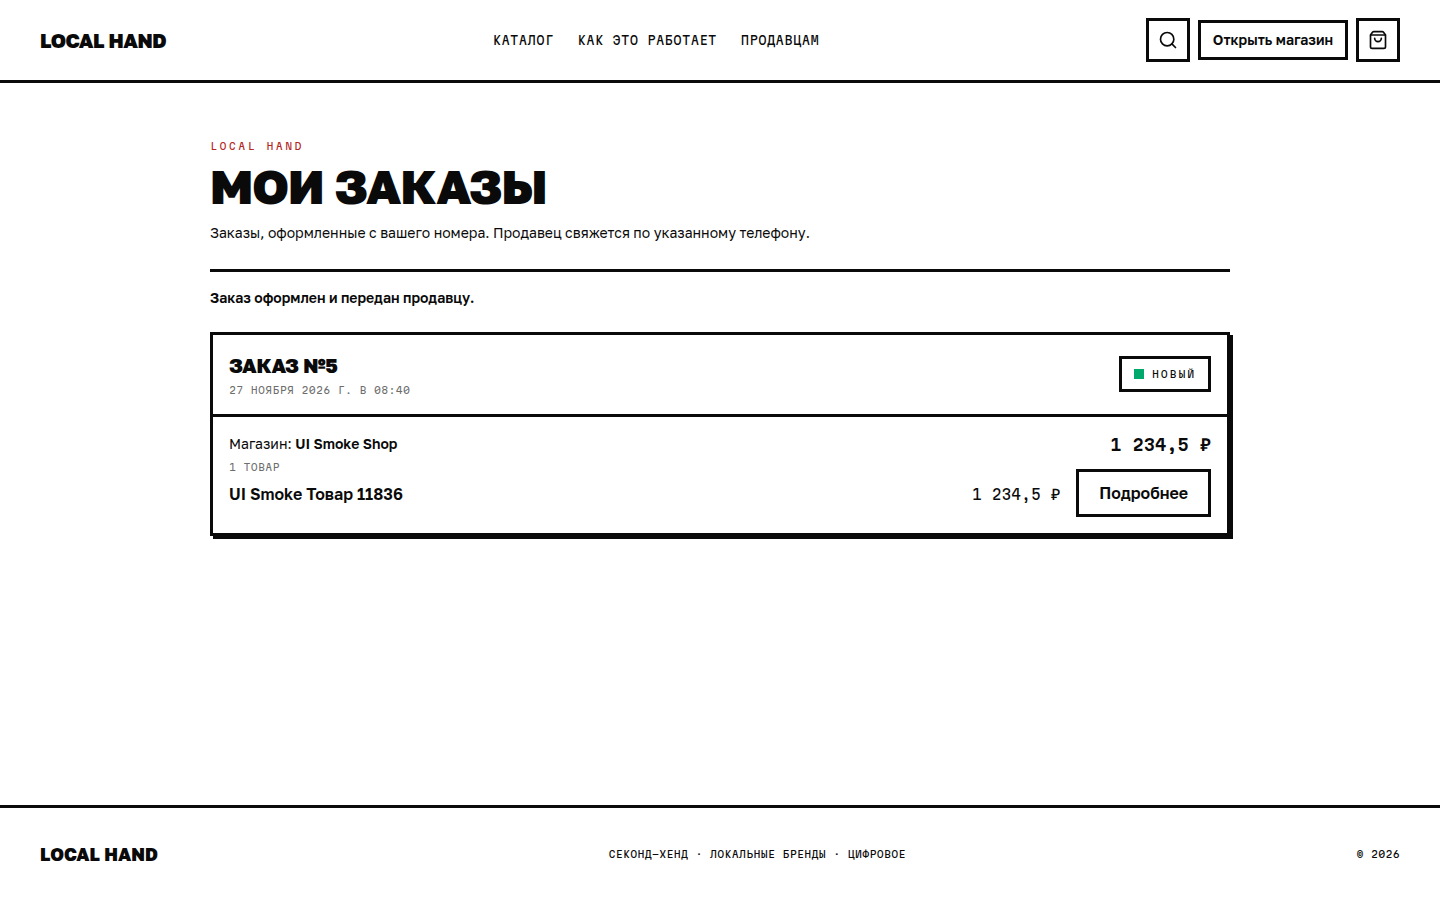 LOCAL HAND
КАТАЛОГ КАК ЭТО РАБОТАЕТ ПРОДАВЦАМ
Открыть магазин
LOCAL HAND
МОИ ЗАКАЗЫ
Заказы, оформленные с вашего номера. Продавец свяжется по указанному телефону.
Заказ оформлен и передан продавцу.
ЗАКАЗ №5
27 НОЯБРЯ 2026 Г. В 08:40
НОВЫЙ
Магазин: UI Smoke Shop
1 234,5 ₽
1 ТОВАР
UI Smoke Товар 11836
1 234,5 ₽
Подробнее
LOCAL HAND
СЕКОНД-ХЕНД · ЛОКАЛЬНЫЕ БРЕНДЫ · ЦИФРОВОЕ
© 2026